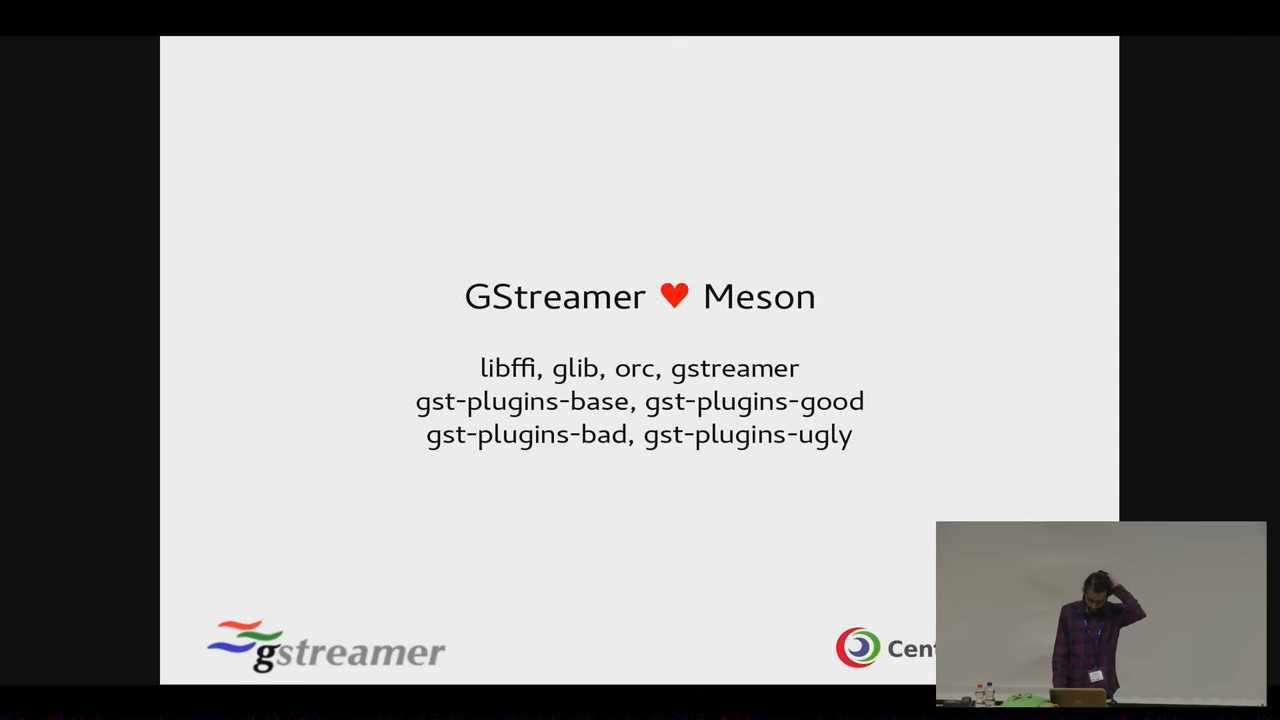 GStreamer ♥ Meson
libffi, glib, orc, gstreamer
gst-plugins-base, gst-plugins-good
gst-plugins-bad, gst-plugins-ugly
gstreamer
Cent